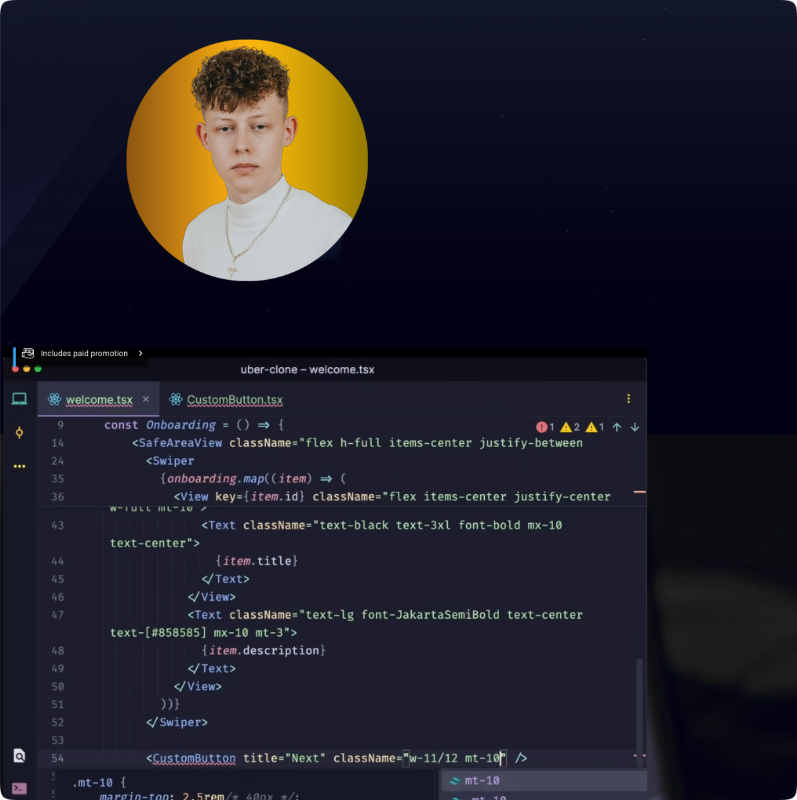 Includes paid promotion
uber-clone – welcome.tsx
welcome.tsx × CustomButton.tsx
9 const Onboarding = () => {
1 2 1
14 <SafeAreaView className="flex h-full items-center justify-between
24 <Swiper
35 {onboarding.map((item) => (
36 <View key={item.id} className="flex items-center justify-center
w-full mt-10">
43 <Text className="text-black text-3xl font-bold mx-10
text-center">
44 {item.title}
45 </Text>
46 </View>
47 <Text className="text-lg font-JakartaSemiBold text-center
text-[#858585] mx-10 mt-3">
48 {item.description}
49 </Text>
50 </View>
51 ))}
52 </Swiper>
53
54 <CustomButton title="Next" className="w-11/12 mt-10" />
.mt-10 {
mt-10
margin-top: 2.5rem/* 40px */;